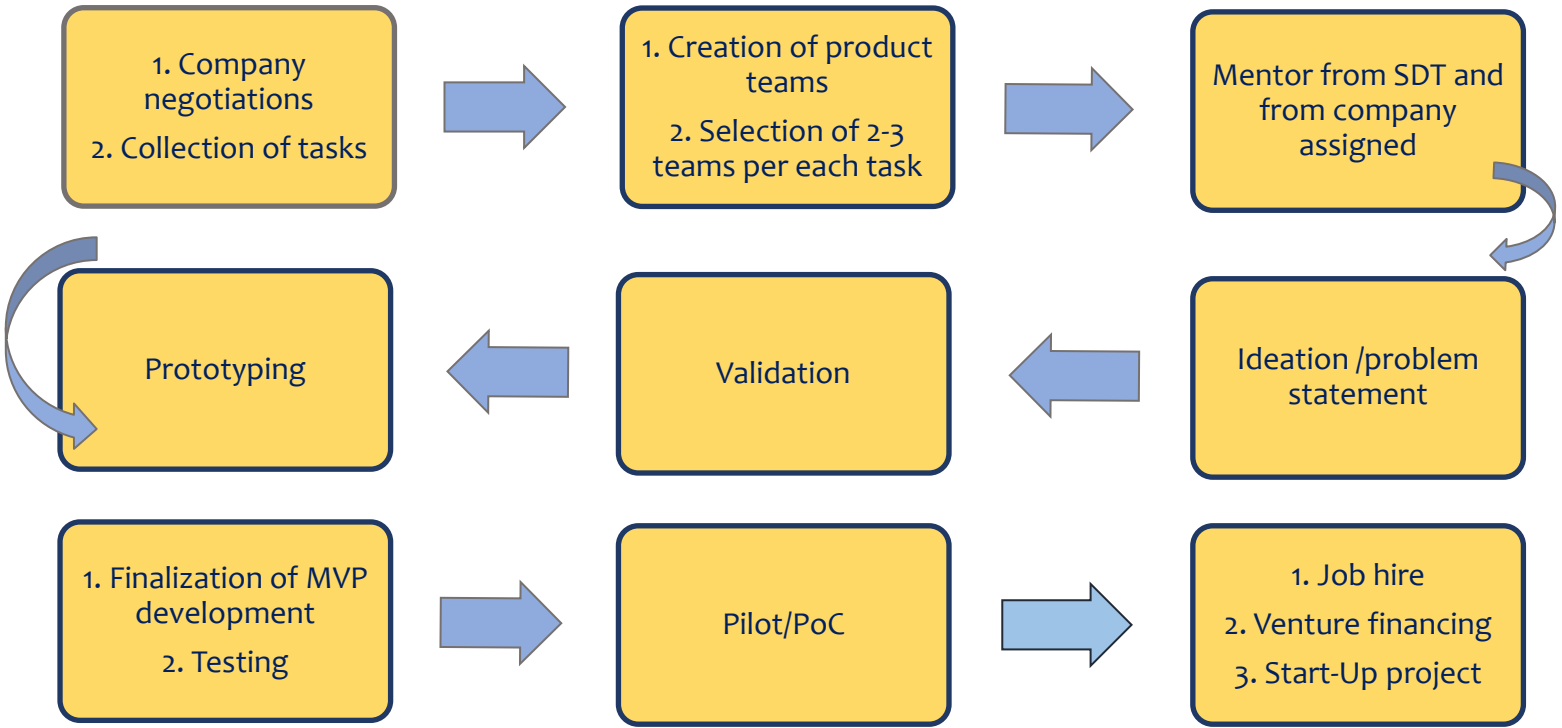 1. Company
negotiations
2. Collection of tasks
1. Creation of product
teams
2. Selection of 2-3
teams per each task
Mentor from SDT and
from company
assigned
Prototyping
Validation
Ideation /problem
statement
1. Finalization of MVP
development
2. Testing
Pilot/PoC
1. Job hire
2. Venture financing
3. Start-Up project